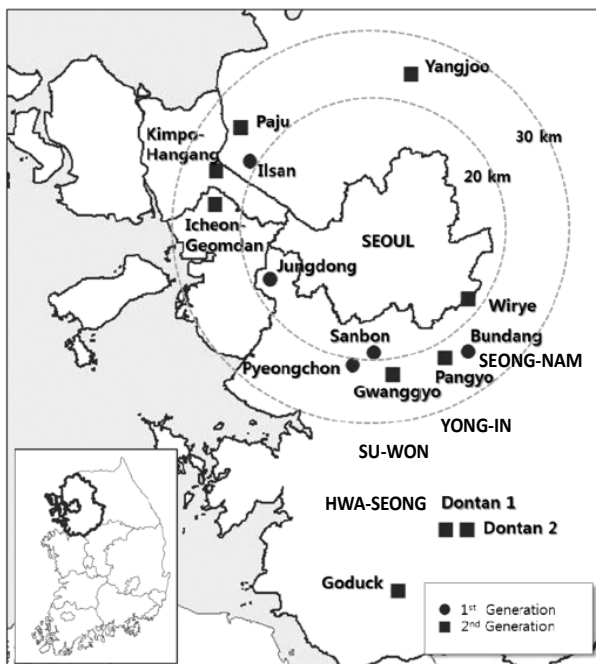 Yangjoo
30 km
Paju
Kimpo-
Hangang
Ilsan
20 km
Icheon-
Geomdan
SEOUL
Jungdong
Wirye
Sanbon
Bundang
SEONG-NAM
Pyeongchon
Pangyo
Gwanggyo
YONG-IN
SU-WON
HWA-SEONG
Dontan 1
Dontan 2
Goduck
1st Generation
2nd Generation